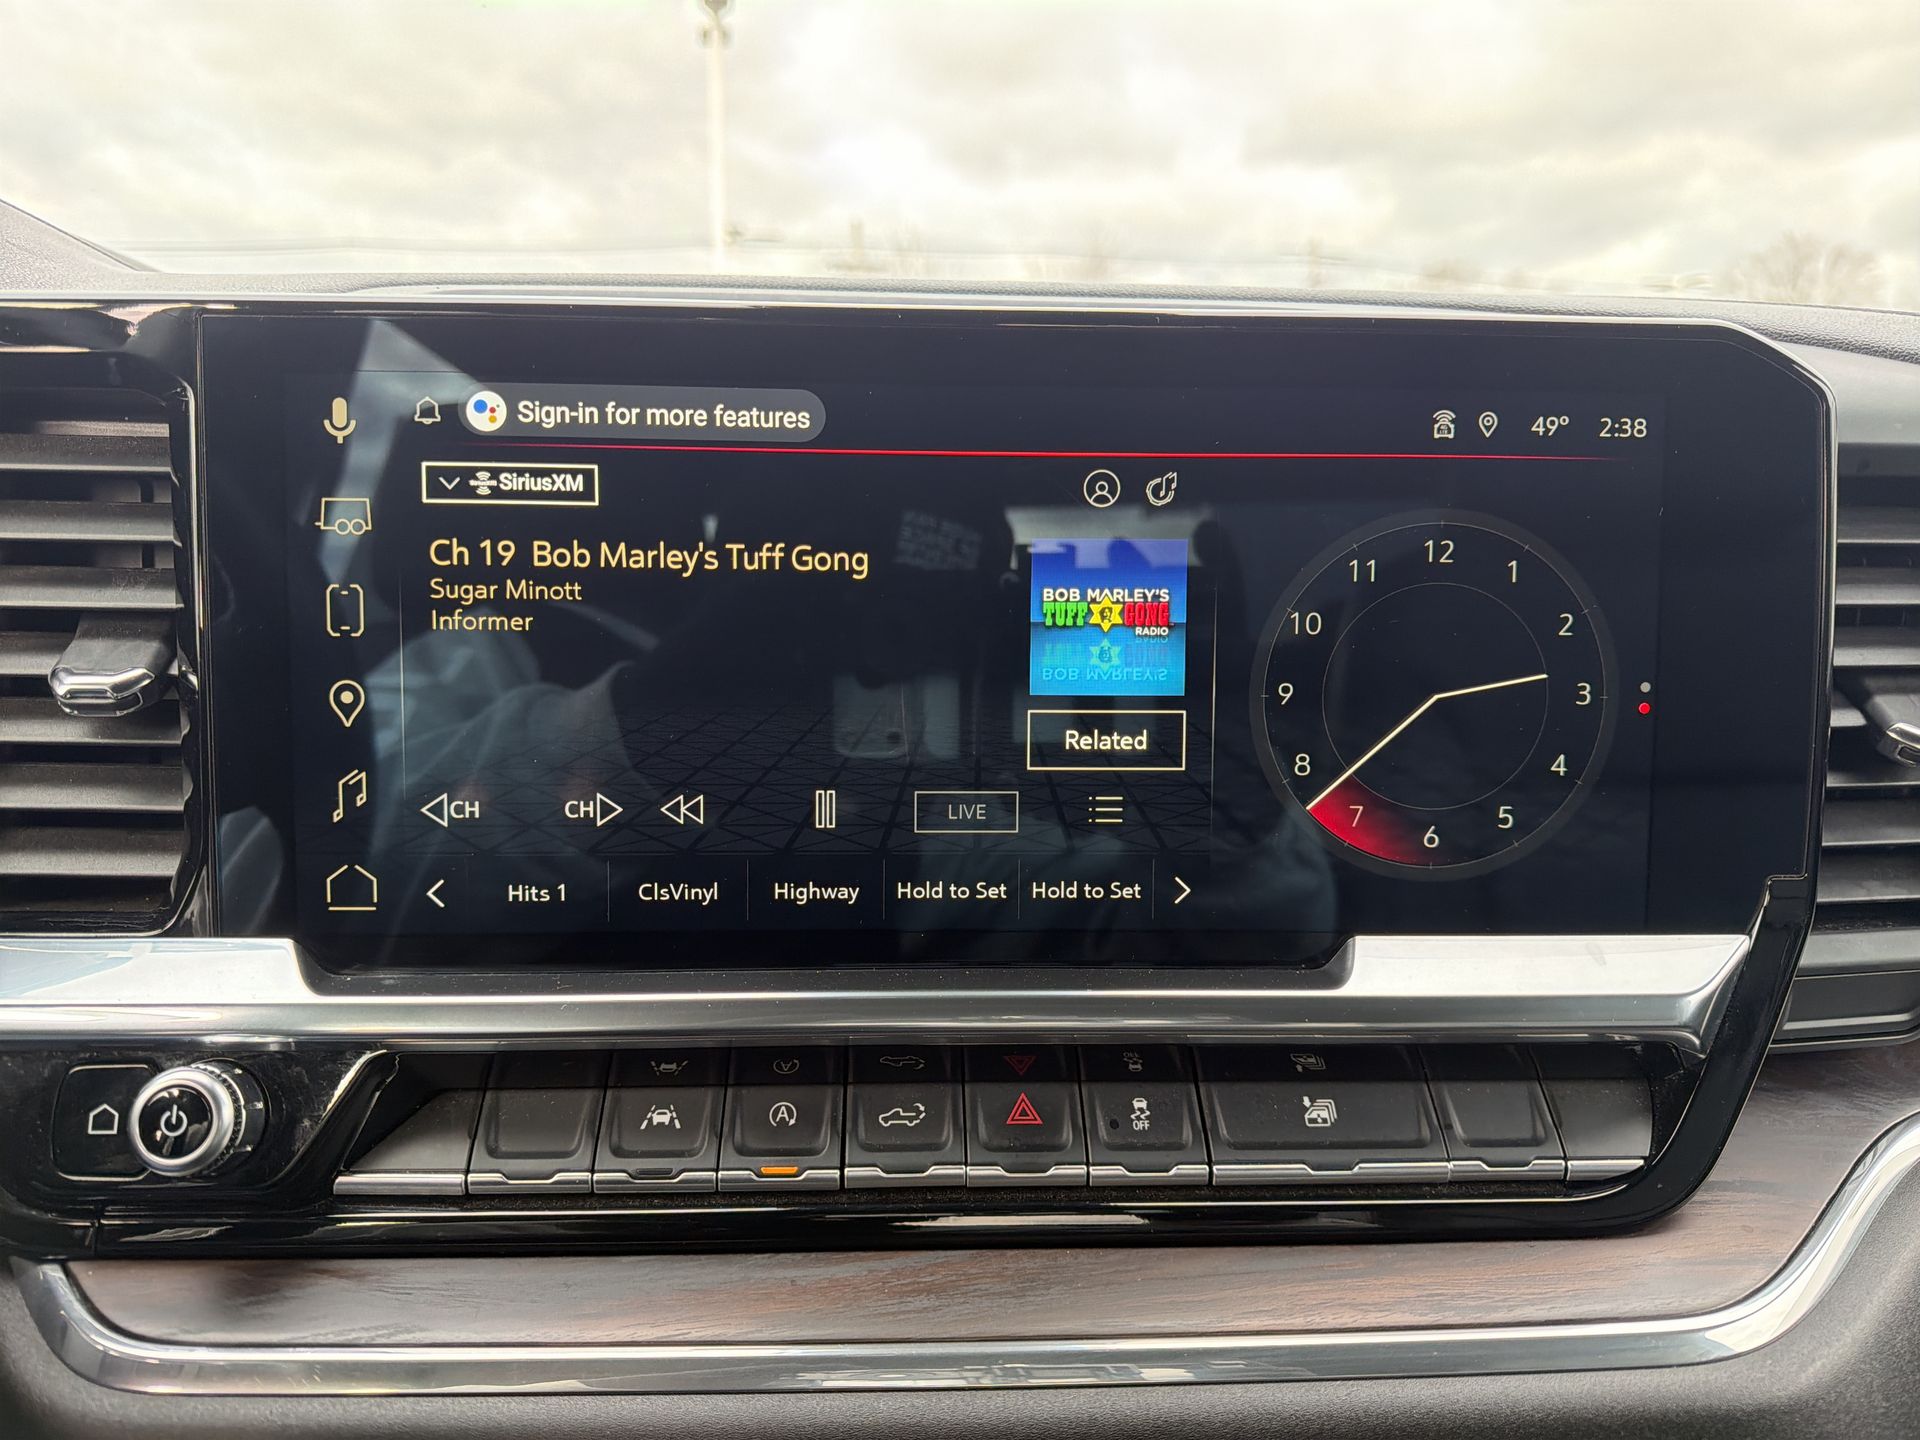 Sign-in for more features
49° 2:38
SiriusXM
Ch 19 Bob Marley's Tuff Gong
Sugar Minott
Informer
BOB MARLEY'S
TUFF GONG
RADIO
Related
CH
CH
LIVE
Hits 1
ClsVinyl
Highway
Hold to Set
Hold to Set
12
1
2
3
4
5
6
7
8
9
10
11
A
OFF